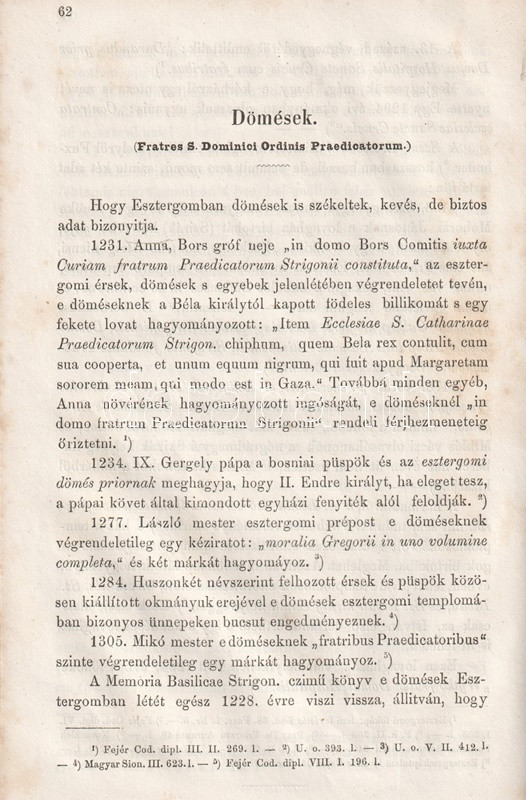 62
Dömések.
(Fratres S. Dominici Ordinis Praedicatorum.)
Hogy Esztergomban dömések is székeltek, kevés, de biztos
adat bizonyitja.
1231. Anna, Bors gróf neje „in domo Bors Comitis iuxta
Curiam fratrum Praedicatorum Strigonii constituta,“ az eszter-
gomi érsek, dömések s egyebek jelenlétében végrendeletet tevén,
e döméseknek a Béla királytól kapott födeles billikomát s egy
fekete lovat hagyományozott: „Item Ecclesiae S. Catharinae
Praedicatorum Strigon. chiphum, quem Bela rex contulit, cum
sua cooperta, et unum equum nigrum, qui fuit apud Margaretam
sororem meam, qui modo est in Gaza.“ Továbbá minden egyéb,
Anna növérének hagyományozott ingóságát, e döméseknél „in
domo fratrum Praedicatorum Strigonii“ rendeli férjhezmeneteig
őriztetni. ¹)
1234. IX. Gergely pápa a bosniai püspök és az esztergomi
dömés priornak meghagyja, hogy II. Endre királyt, ha eleget tesz,
a pápai követ által kimondott egyházi fenyiték alól feloldják. ²)
1277. László mester esztergomi prépost e döméseknek
végrendeletileg egy kéziratot: „moralia Gregorii in uno volumine
completa,“ és két márkát hagyomáyoz. ³)
1284. Huszonkét névszerint felhozott érsek és püspök közö-
sen kiállított okmányuk erejével e dömések esztergomi templomá-
ban bizonyos ünnepeken bucsut engedményeznek. ⁴)
1305. Mikó mester e döméseknek „fratribus Praedicatoribus“
szinte végrendeletileg egy márkát hagyományoz. ⁵)
A Memoria Basilicae Strigon. czimű könyv e dömések Esz-
tergomban létét egész 1228. évre viszi vissza, állitván, hogy
¹) Fejér Cod. dipl. III. II. 269. l. — ²) U. o. 393. l. — ³) U. o. V. II. 412. l.
— ⁴) Magyar Sion. III. 623. l. — ⁵) Fejér Cod. dipl. VIII. I. 196. l.